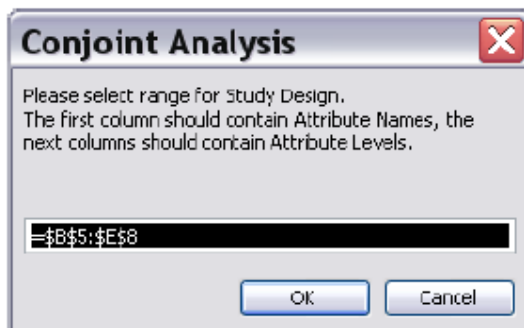 Conjoint Analysis
Please select range for Study Design.
The first column should contain Attribute Names, the
next columns should contain Attribute Levels.
=$B$5:$E$8
OK
Cancel